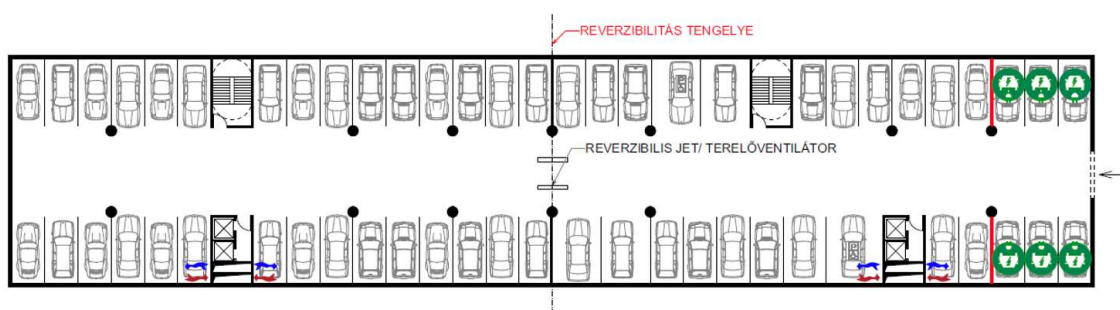 REVERZIBILITÁS TENGELYE
REVERZIBILIS JET/ TERELŐVENTILÁTOR